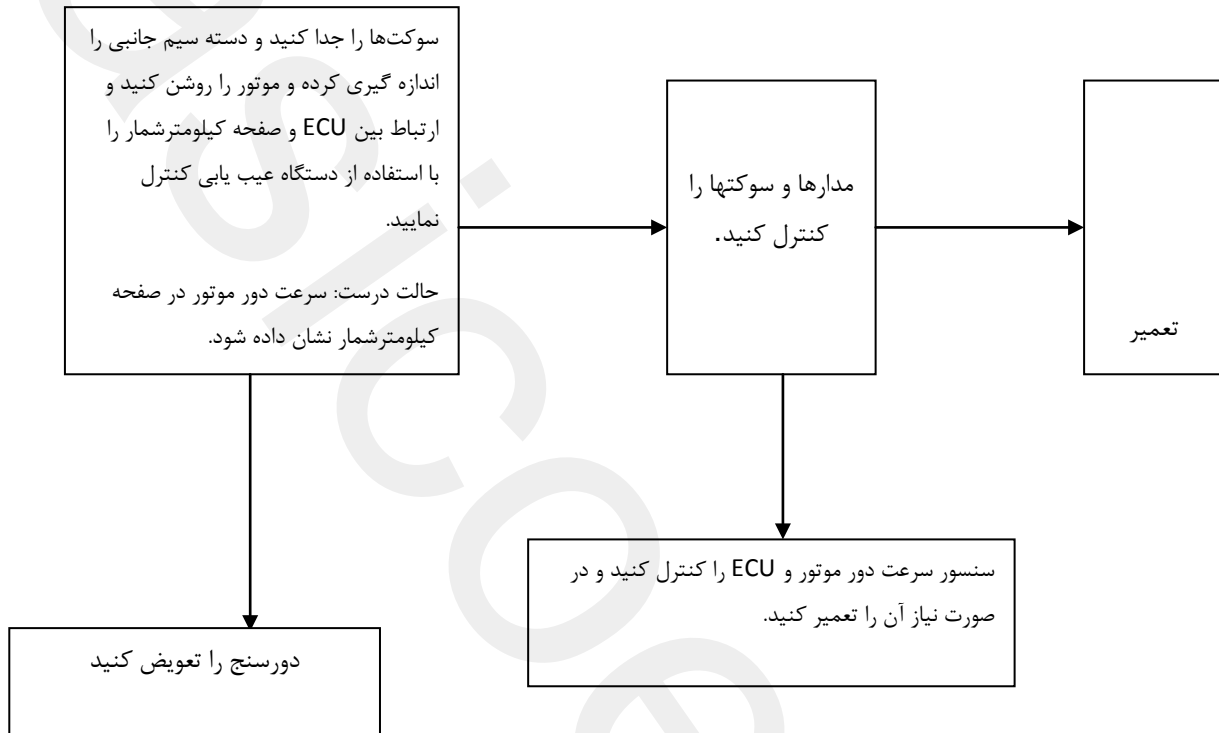 سوکت‌ها را جدا کنید و دسته سیم جانبی را
اندازه گیری کرده و موتور را روشن کنید و
ارتباط بین ECU و صفحه کیلومترشمار را
با استفاده از دستگاه عیب یابی کنترل
نمایید.
حالت درست: سرعت دور موتور در صفحه
کیلومترشمار نشان داده شود.
مدارها و سوکتها را
کنترل کنید.
تعمیر
سنسور سرعت دور موتور و ECU را کنترل کنید و در
صورت نیاز آن را تعمیر کنید.
دورسنج را تعویض کنید